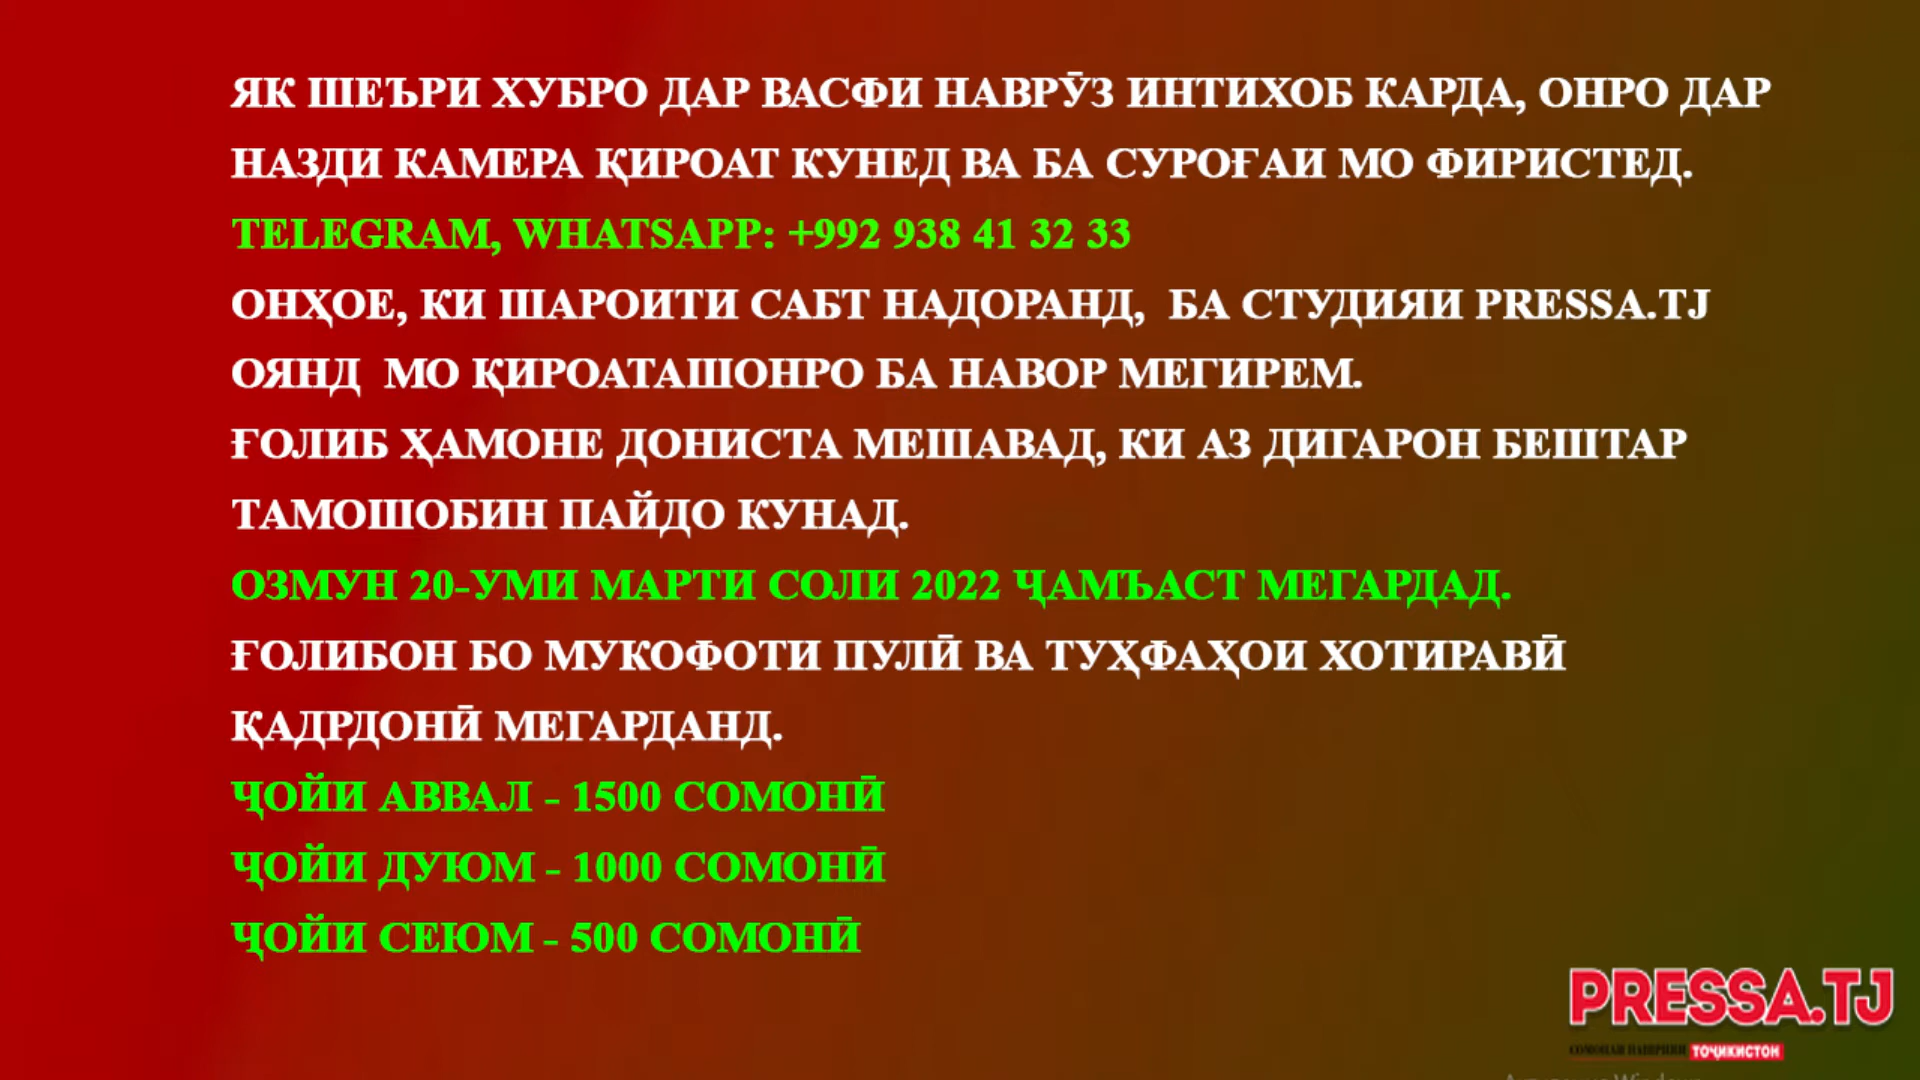 ЯК ШЕЪРИ ХУБРО ДАР ВАСФИ НАВРӮЗ ИНТИХОБ КАРДА, ОНРО ДАР
НАЗДИ КАМЕРА ҚИРОАТ КУНЕД ВА БА СУРОҒАИ МО ФИРИСТЕД.
TELEGRAM, WHATSAPP: +992 938 41 32 33
ОНҲОЕ, КИ ШАРОИТИ САБТ НАДОРАНД, БА СТУДИЯИ PRESSA.TJ
ОЯНД МО ҚИРОАТАШОНРО БА НАВОР МЕГИРЕМ.
ҒОЛИБ ҲАМОНЕ ДОНИСТА МЕШАВАД, КИ АЗ ДИГАРОН БЕШТАР
ТАМОШОБИН ПАЙДО КУНАД.
ОЗМУН 20-УМИ МАРТИ СОЛИ 2022 ҶАМЪАСТ МЕГАРДАД.
ҒОЛИБОН БО МУКОФОТИ ПУЛӢ ВА ТУҲФАҲОИ ХОТИРАВӢ
ҚАДРДОНӢ МЕГАРДАНД.
ҶОЙИ АВВАЛ - 1500 СОМОНӢ
ҶОЙИ ДУЮМ - 1000 СОМОНӢ
ҶОЙИ СЕЮМ - 500 СОМОНӢ
PRESSA.TJ
ТОҶИКИСТОН